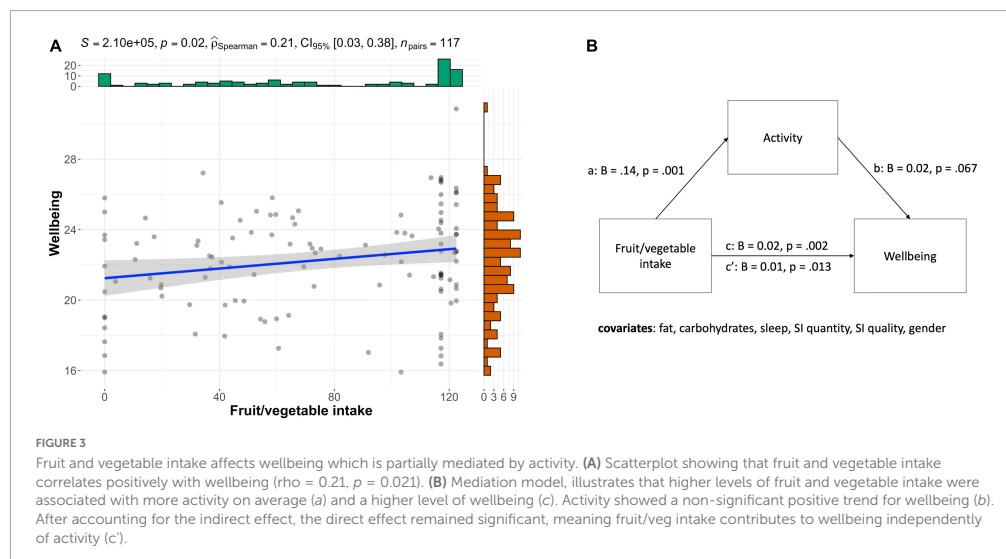 A
S = 2.10e+05, p = 0.02, ρ̂Spearman = 0.21, CI95% [0.03, 0.38], npairs = 117
20
10
0
28
24
20
16
Wellbeing
0 40 80 120
Fruit/vegetable intake
0 3 6 9
B
Activity
a: B = .14, p = .001
b: B = 0.02, p = .067
Fruit/vegetable
intake
c: B = 0.02, p = .002
c’: B = 0.01, p = .013
Wellbeing
covariates: fat, carbohydrates, sleep, SI quantity, SI quality, gender
FIGURE 3
Fruit and vegetable intake affects wellbeing which is partially mediated by activity. (A) Scatterplot showing that fruit and vegetable intake
correlates positively with wellbeing (rho = 0.21, p = 0.021). (B) Mediation model, illustrates that higher levels of fruit and vegetable intake were
associated with more activity on average (a) and a higher level of wellbeing (c). Activity showed a non-significant positive trend for wellbeing (b).
After accounting for the indirect effect, the direct effect remained significant, meaning fruit/veg intake contributes to wellbeing independently
of activity (c’).